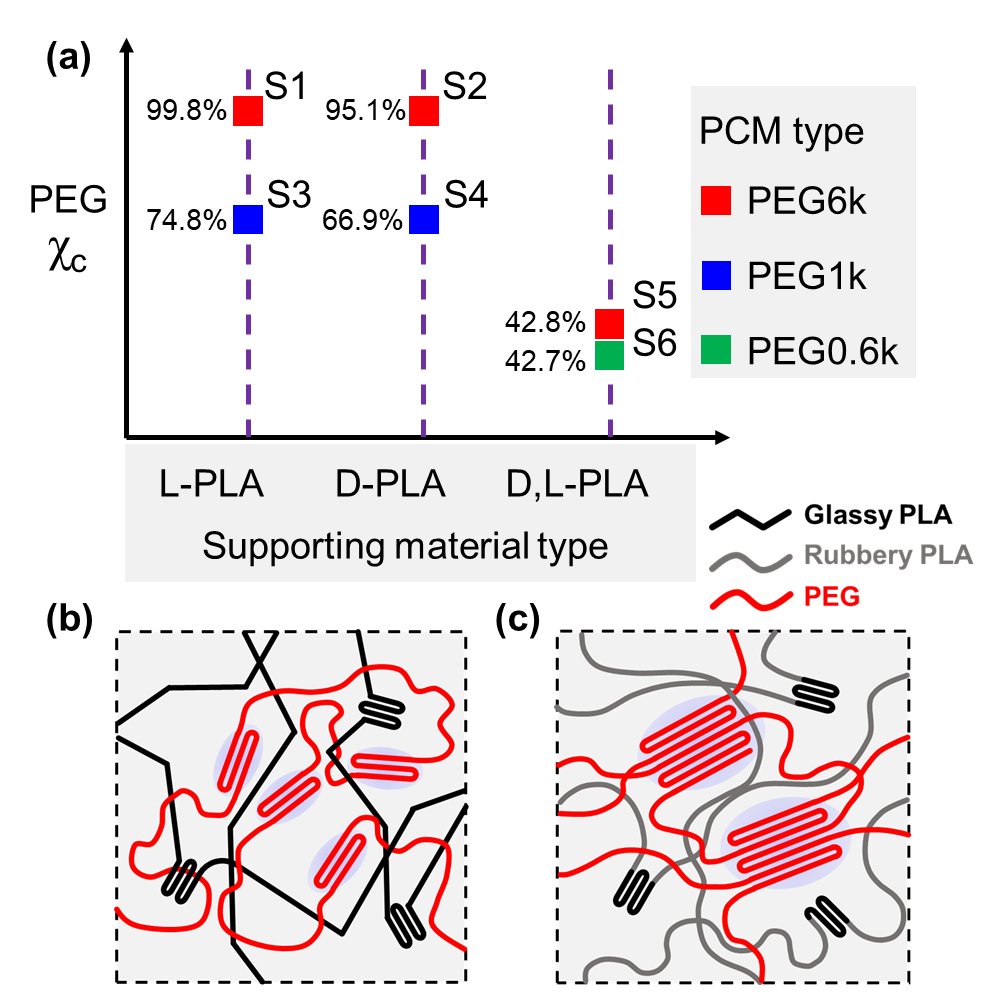 (a)
PEG
χc
99.8%
S1
95.1%
S2
74.8%
S3
66.9%
S4
42.8%
S5
42.7%
S6
PCM type
PEG6k
PEG1k
PEG0.6k
L-PLA D-PLA D,L-PLA
Supporting material type
Glassy PLA
Rubbery PLA
PEG
(b)
(c)